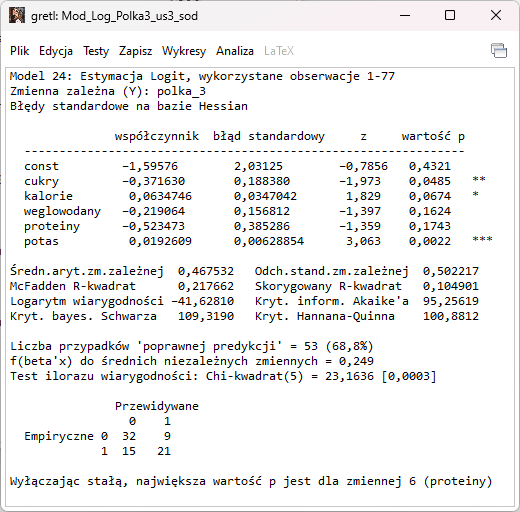 gretl: Mod_Log_Polka3_us3_sod
Plik Edycja Testy Zapisz Wykresy Analiza LaTeX
Model 24: Estymacja Logit, wykorzystane obserwacje 1-77
Zmienna zależna (Y): polka_3
Błędy standardowe na bazie Hessian
współczynnik błąd standardowy z wartość p
-----------------------------------------------------------
const −1,59576 2,03125 −0,7856 0,4321
cukry −0,371630 0,188380 −1,973 0,0485 **
kalorie 0,0634746 0,0347042 1,829 0,0674 *
weglowodany −0,219064 0,156812 −1,397 0,1624
proteiny −0,523473 0,385286 −1,359 0,1743
potas 0,0192609 0,00628854 3,063 0,0022 ***
Średn.aryt.zm.zależnej 0,467532 Odch.stand.zm.zależnej 0,502217
McFadden R-kwadrat 0,217662 Skorygowany R-kwadrat 0,104901
Logarytm wiarygodności −41,62810 Kryt. inform. Akaike'a 95,25619
Kryt. bayes. Schwarza 109,3190 Kryt. Hannana-Quinna 100,8812
Liczba przypadków 'poprawnej predykcji' = 53 (68,8%)
f(beta'x) do średnich niezależnych zmiennych = 0,249
Test ilorazu wiarygodności: Chi-kwadrat(5) = 23,1636 [0,0003]
Przewidywane
0 1
Empiryczne 0 32 9
1 15 21
Wyłączając stałą, największa wartość p jest dla zmiennej 6 (proteiny)